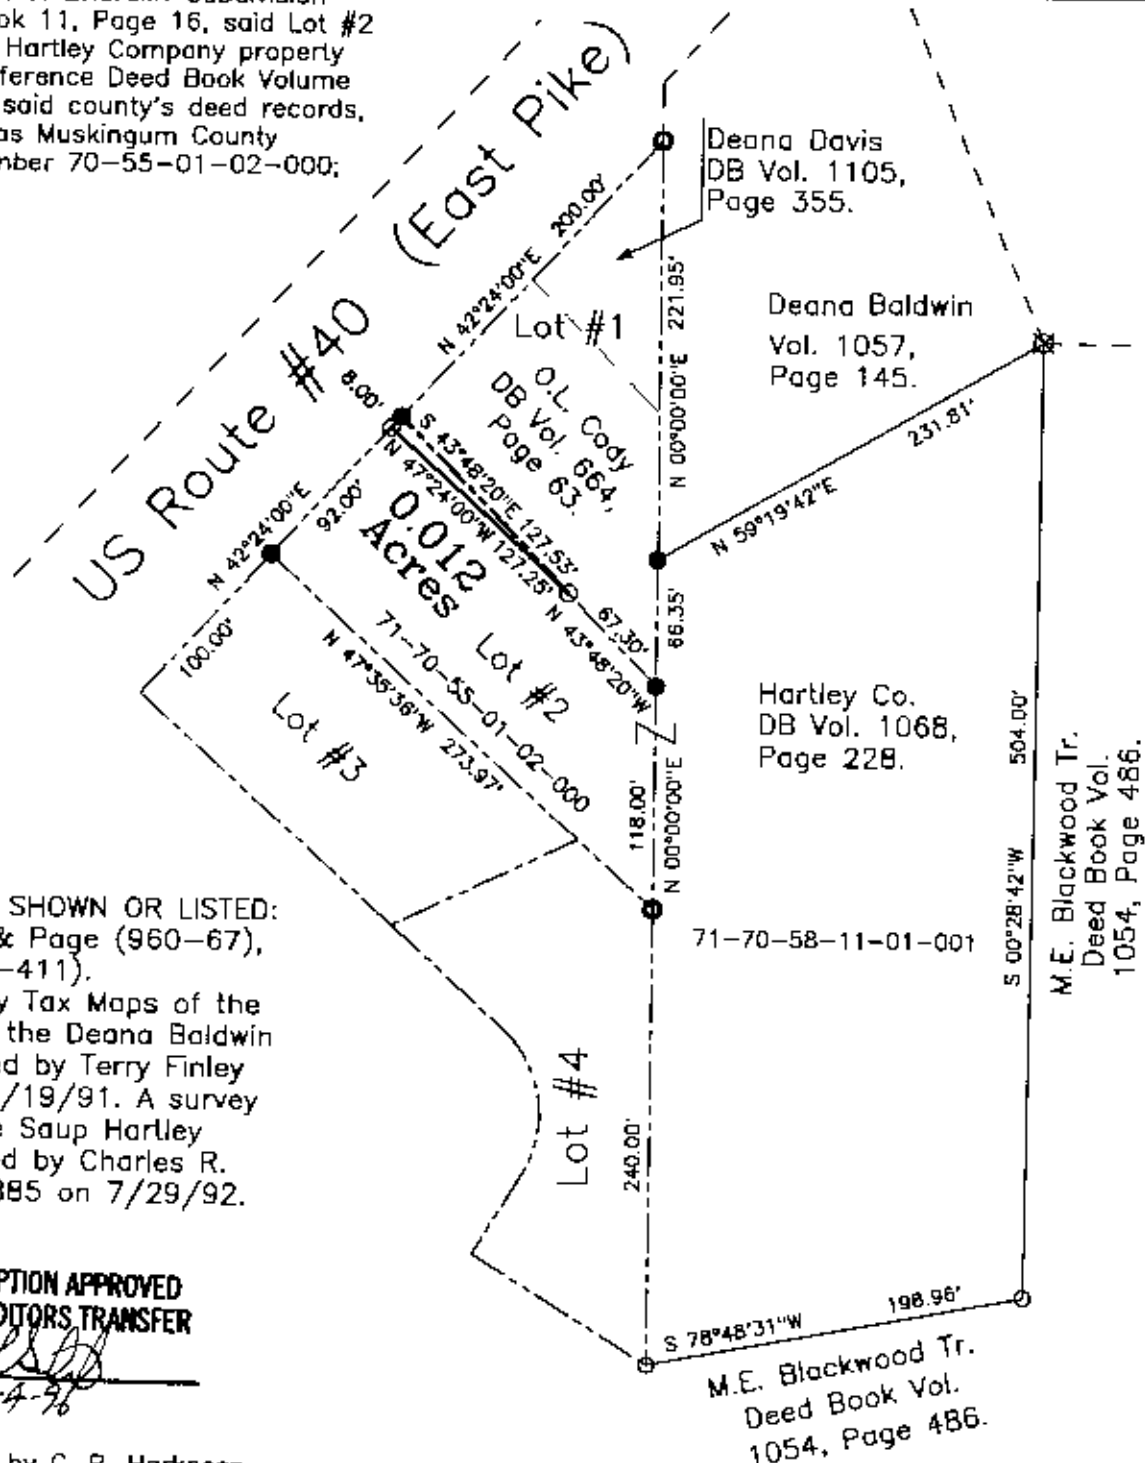 ok 11, Page 16, said Lot #2
Hartley Company property
ference Deed Book Volume
said county's deed records,
as Muskingum County
nber 70-55-01-02-000;
US Route #40 (East Pike)
Deana Davis
DB Vol. 1105,
Page 355.
200.00'
N 42°24'00"E
221.95'
N 00°00'00"E
Lot #1
Deana Baldwin
Vol. 1057,
Page 145.
O.L. Cody
DB Vol. 664,
Page 63.
8.00'
S 43°48'20"E 127.53'
N 47°24'00"W 127.25'
231.81'
N 59°19'42"E
N 42°24'00"E
92.00'
0.012
Acres
66.35'
67.30'
N 43°48'20"W
100.00'
71-70-55-01-02-000
Lot #2
N 47°35'36"W 273.97'
Lot #3
Hartley Co.
DB Vol. 1068,
Page 228.
504.00'
S 00°28'42"W
M.E. Blackwood Tr.
Deed Book Vol.
1054, Page 486.
118.00'
N 00°00'00"E
Z
71-70-58-11-01-001
SHOWN OR LISTED:
& Page (960-67),
-411).
y Tax Maps of the
the Deana Baldwin
ed by Terry Finley
/19/91. A survey
e Saup Hartley
ed by Charles R.
885 on 7/29/92.
Lot #4
240.00'
PTION APPROVED
DITORS TRANSFER
S 78°48'31"W
198.96'
M.E. Blackwood Tr.
Deed Book Vol.
1054, Page 486.